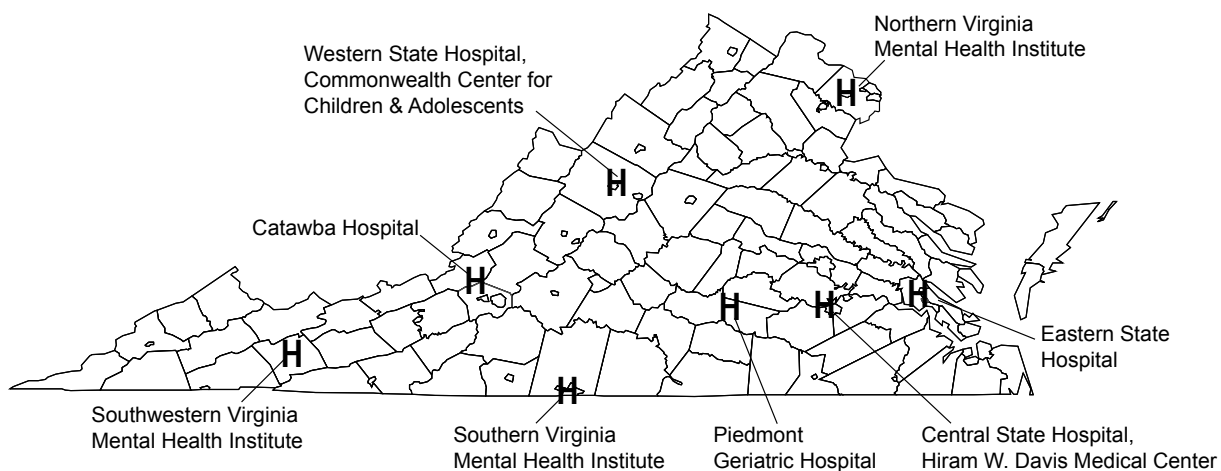 Northern Virginia
Mental Health Institute
Western State Hospital,
Commonwealth Center for
Children & Adolescents
H
H
Catawba Hospital
H
H
H
H
Eastern State
Hospital
H
H
Southwestern Virginia
Mental Health Institute
Southern Virginia
Mental Health Institute
Piedmont
Geriatric Hospital
Central State Hospital,
Hiram W. Davis Medical Center